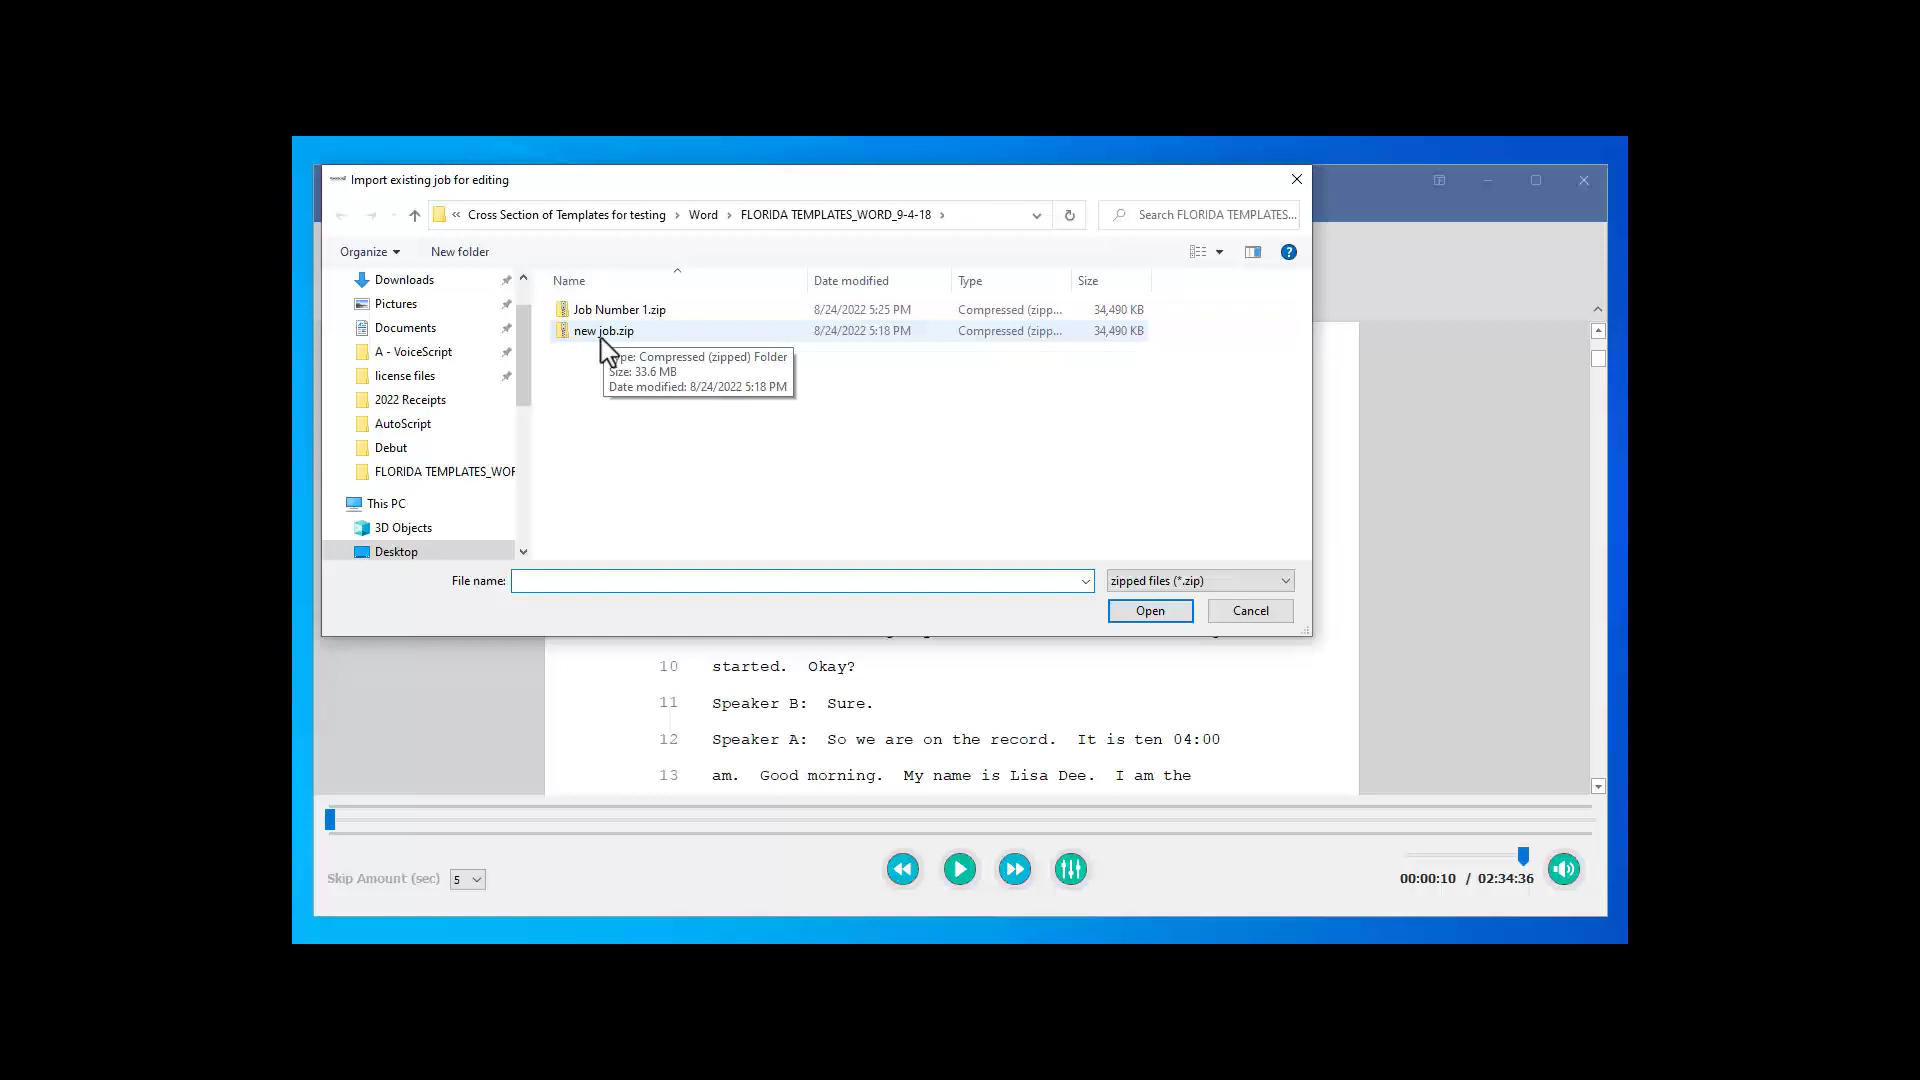 Import existing job for editing
« Cross Section of Templates for testing › Word › FLORIDA TEMPLATES_WORD_9-4-18 ›
Search FLORIDA TEMPLATES...
Organize
New folder
Name
Date modified
Type
Size
Downloads
Pictures
Documents
A - VoiceScript
license files
2022 Receipts
AutoScript
Debut
FLORIDA TEMPLATES_WOR
This PC
3D Objects
Desktop
Job Number 1.zip 8/24/2022 5:25 PM Compressed (zipp... 34,490 KB
new job.zip 8/24/2022 5:18 PM Compressed (zipp... 34,490 KB
Compressed (zipped) Folder
Size: 33.6 MB
Date modified: 8/24/2022 5:18 PM
File name:
zipped files (*.zip)
Open
Cancel
10 started. Okay?
11 Speaker B: Sure.
12 Speaker A: So we are on the record. It is ten 04:00
13 am. Good morning. My name is Lisa Dee. I am the
Skip Amount (sec) 5
00:00:10 / 02:34:36